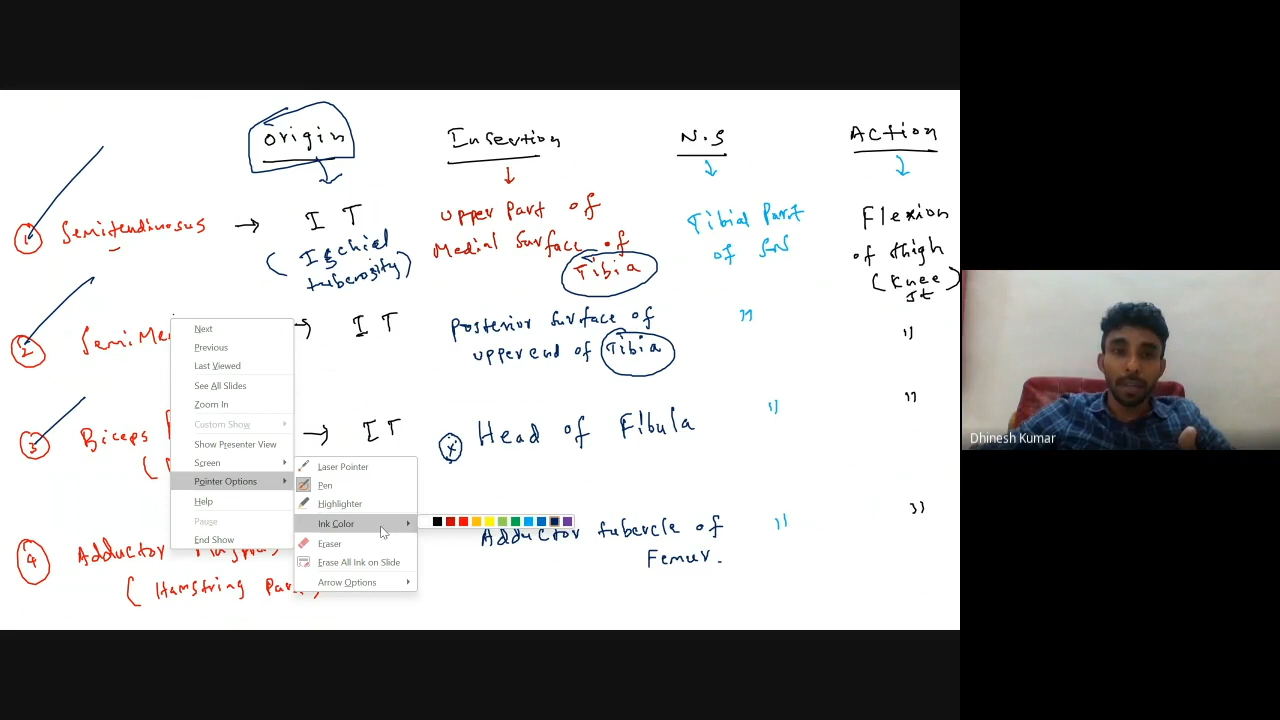 Origin Insertion N.S Action
① Semitendinosus → I T Upper Part of Tibial Part Flexion
(Ischial tuberosity) Medial Surface of of SN of thigh
Tibia (Knee Jt)
② SemiMe → I T Posterior Surface of " "
upper end of Tibia
③ Biceps → I T Head of Fibula " "
(
④ Adductor Magnus Adductor tubercle of " "
(Hamstring Part) Femur.
Next
Previous
Last Viewed
See All Slides
Zoom In
Custom Show
Show Presenter View
Screen
Pointer Options
Help
Pause
End Show
Laser Pointer
Pen
Highlighter
Ink Color
Eraser
Erase All Ink on Slide
Arrow Options
Dhinesh Kumar